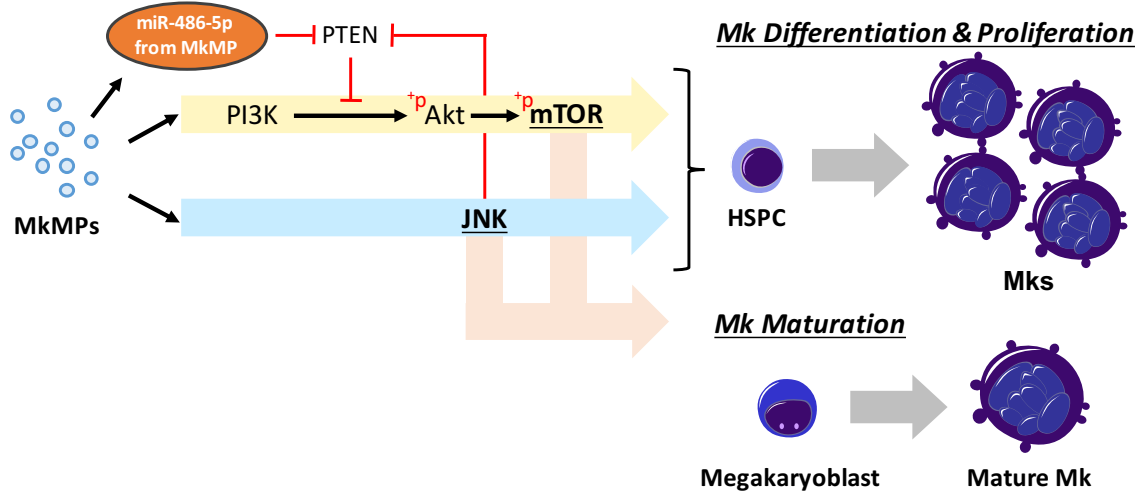 miR-486-5p
from MkMP
PTEN
Mk Differentiation & Proliferation
PI3K
+p Akt
+p mTOR
MkMPs
JNK
HSPC
Mks
Mk Maturation
Megakaryoblast
Mature Mk